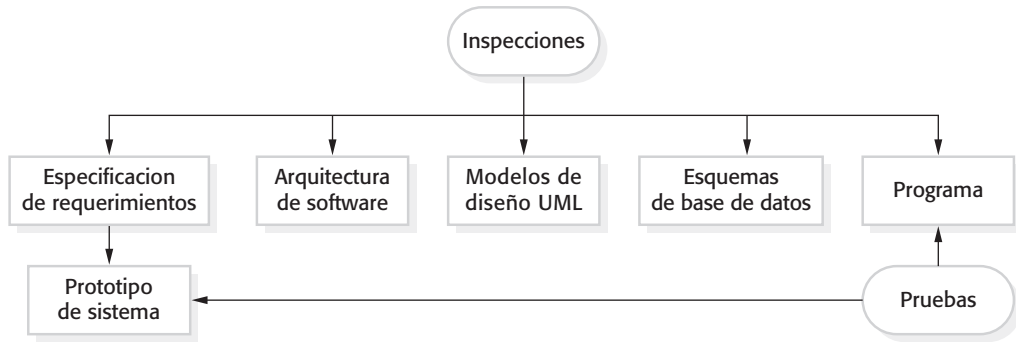 Inspecciones
Especificacion
de requerimientos
Arquitectura
de software
Modelos de
diseño UML
Esquemas
de base de datos
Programa
Prototipo
de sistema
Pruebas